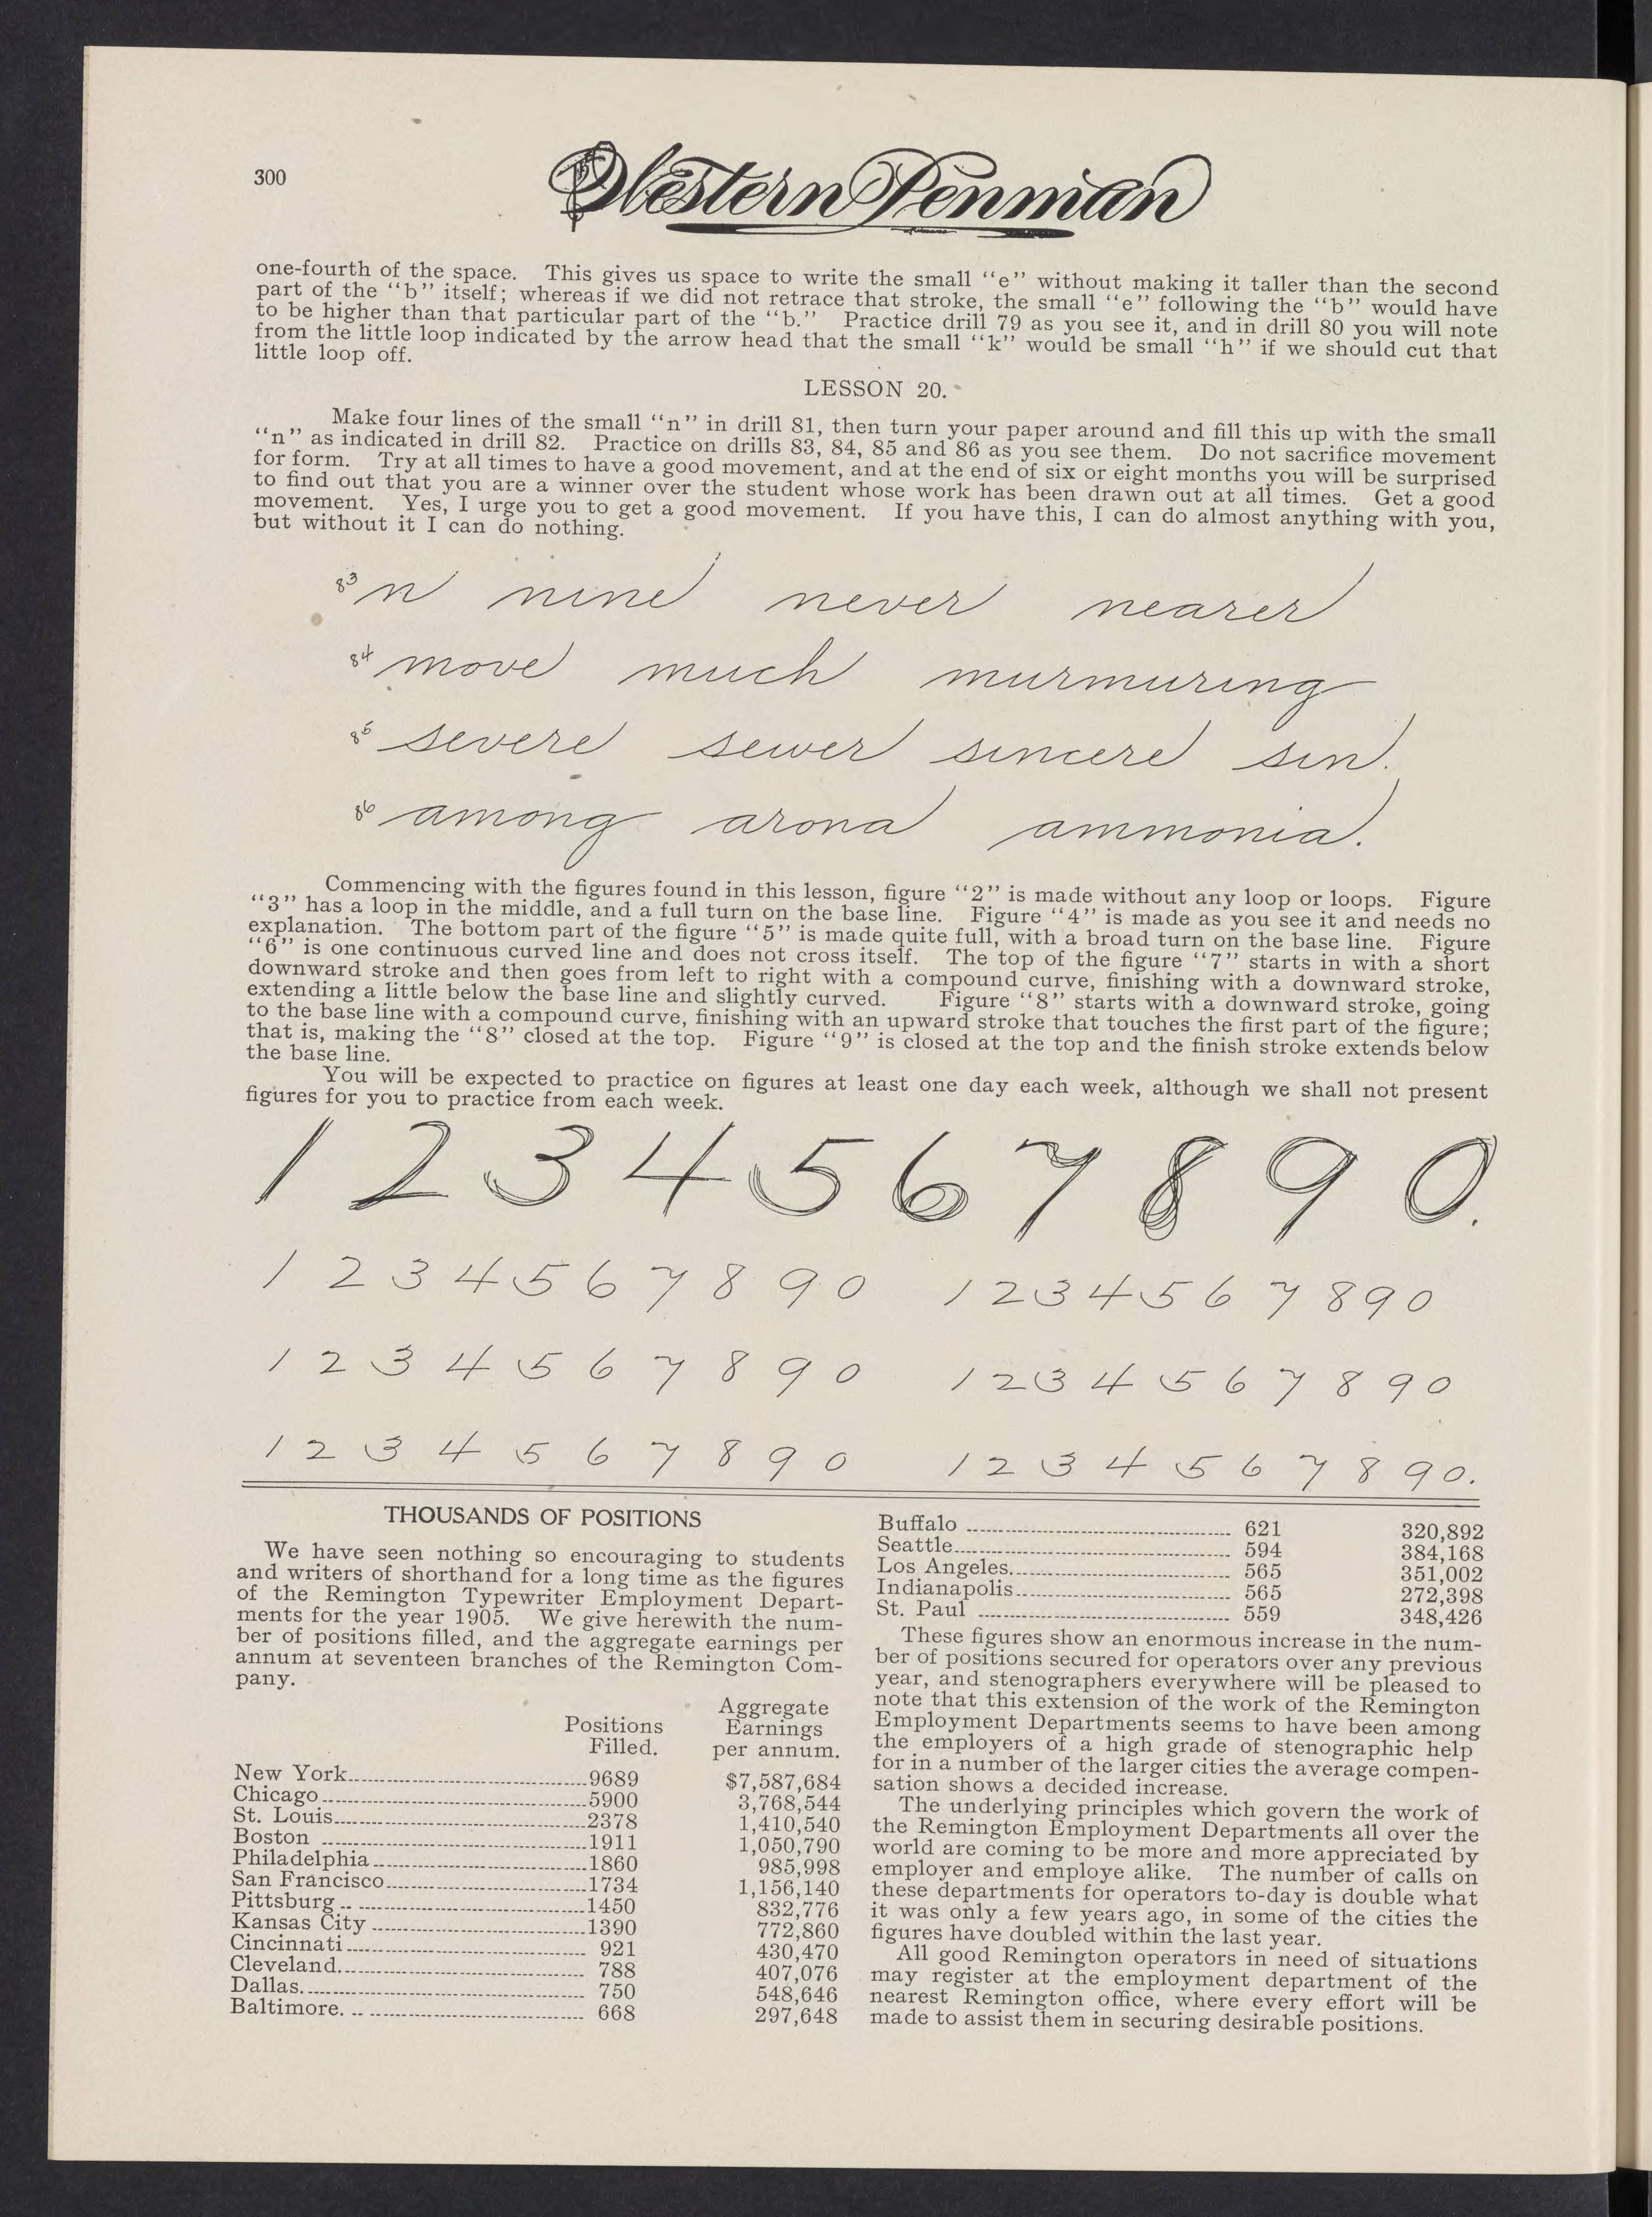 300
Western Penman
one-fourth of the space. This gives us space to write the small "e" without making it taller than the second
part of the "b" itself; whereas if we did not retrace that stroke, the small "e" following the "b" would have
to be higher than that particular part of the "b." Practice drill 79 as you see it, and in drill 80 you will note
from the little loop indicated by the arrow head that the small "k" would be small "h" if we should cut that
little loop off.
LESSON 20.
Make four lines of the small "n" in drill 81, then turn your paper around and fill this up with the small
"n" as indicated in drill 82. Practice on drills 83, 84, 85 and 86 as you see them. Do not sacrifice movement
for form. Try at all times to have a good movement, and at the end of six or eight months you will be surprised
to find out that you are a winner over the student whose work has been drawn out at all times. Get a good
movement. Yes, I urge you to get a good movement. If you have this, I can do almost anything with you,
but without it I can do nothing.
83 n nine never nearer
84 move much murmuring
85 severe sewer sincere sin.
86 among arona ammonia.
Commencing with the figures found in this lesson, figure "2" is made without any loop or loops. Figure
"3" has a loop in the middle, and a full turn on the base line. Figure "4" is made as you see it and needs no
explanation. The bottom part of the figure "5" is made quite full, with a broad turn on the base line. Figure
"6" is one continuous curved line and does not cross itself. The top of the figure "7" starts in with a short
downward stroke and then goes from left to right with a compound curve, finishing with a downward stroke,
extending a little below the base line and slightly curved. Figure "8" starts with a downward stroke, going
to the base line with a compound curve, finishing with an upward stroke that touches the first part of the figure;
that is, making the "8" closed at the top. Figure "9" is closed at the top and the finish stroke extends below
the base line.
You will be expected to practice on figures at least one day each week, although we shall not present
figures for you to practice from each week.
1 2 3 4 5 6 7 8 9 0.
1 2 3 4 5 6 7 8 9 0 1 2 3 4 5 6 7 8 9 0
1 2 3 4 5 6 7 8 9 0 1 2 3 4 5 6 7 8 9 0
1 2 3 4 5 6 7 8 9 0 1 2 3 4 5 6 7 8 9 0.
THOUSANDS OF POSITIONS
We have seen nothing so encouraging to students
and writers of shorthand for a long time as the figures
of the Remington Typewriter Employment Depart-
ments for the year 1905. We give herewith the num-
ber of positions filled, and the aggregate earnings per
annum at seventeen branches of the Remington Com-
pany.
Aggregate
Positions Earnings
Filled. per annum.
New York 9689 $7,587,684
Chicago 5900 3,768,544
St. Louis 2378 1,410,540
Boston 1911 1,050,790
Philadelphia 1860 985,998
San Francisco 1734 1,156,140
Pittsburg 1450 832,776
Kansas City 1390 772,860
Cincinnati 921 430,470
Cleveland 788 407,076
Dallas 750 548,646
Baltimore. 668 297,648
Buffalo 621 320,892
Seattle 594 384,168
Los Angeles 565 351,002
Indianapolis 565 272,398
St. Paul 559 348,426
These figures show an enormous increase in the num-
ber of positions secured for operators over any previous
year, and stenographers everywhere will be pleased to
note that this extension of the work of the Remington
Employment Departments seems to have been among
the employers of a high grade of stenographic help
for in a number of the larger cities the average compen-
sation shows a decided increase.
The underlying principles which govern the work of
the Remington Employment Departments all over the
world are coming to be more and more appreciated by
employer and employe alike. The number of calls on
these departments for operators to-day is double what
it was only a few years ago, in some of the cities the
figures have doubled within the last year.
All good Remington operators in need of situations
may register at the employment department of the
nearest Remington office, where every effort will be
made to assist them in securing desirable positions.